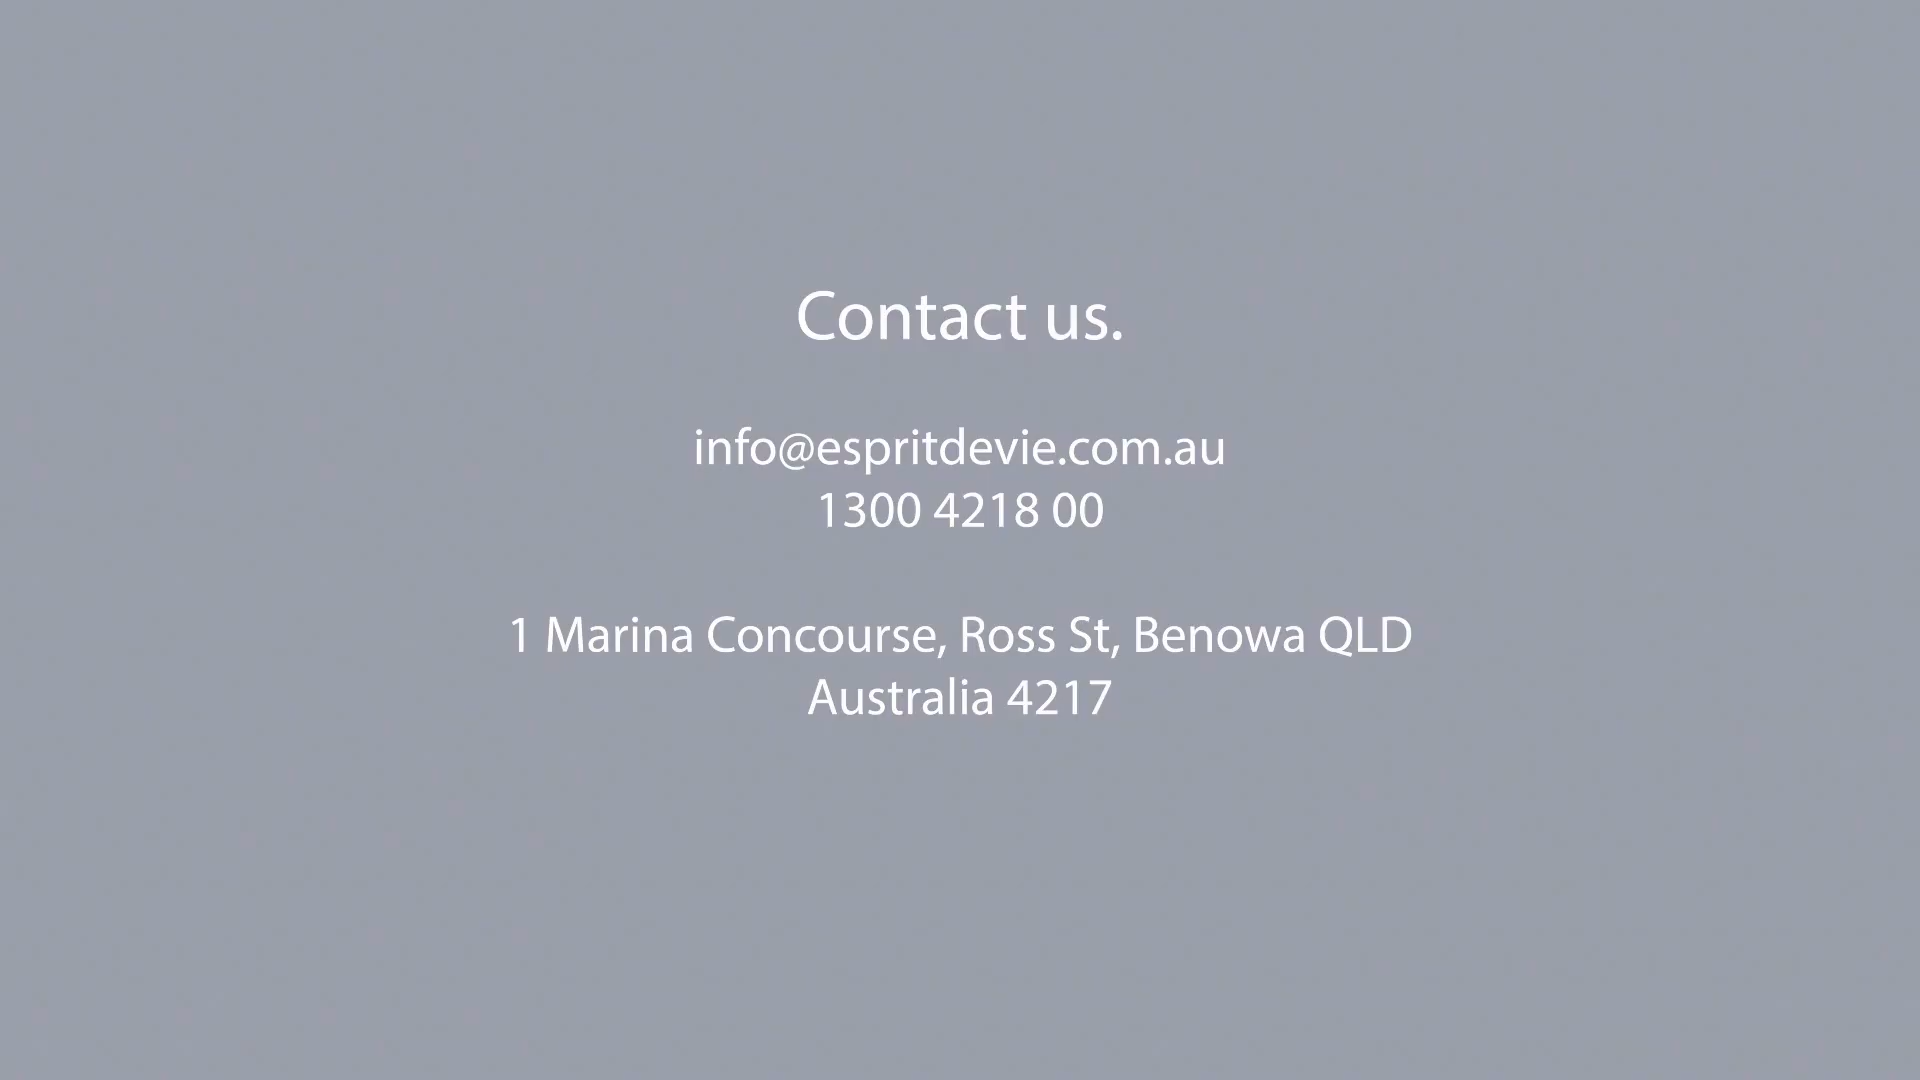 Contact us.
info@espritdevie.com.au
1300 4218 00
1 Marina Concourse, Ross St, Benowa QLD
Australia 4217